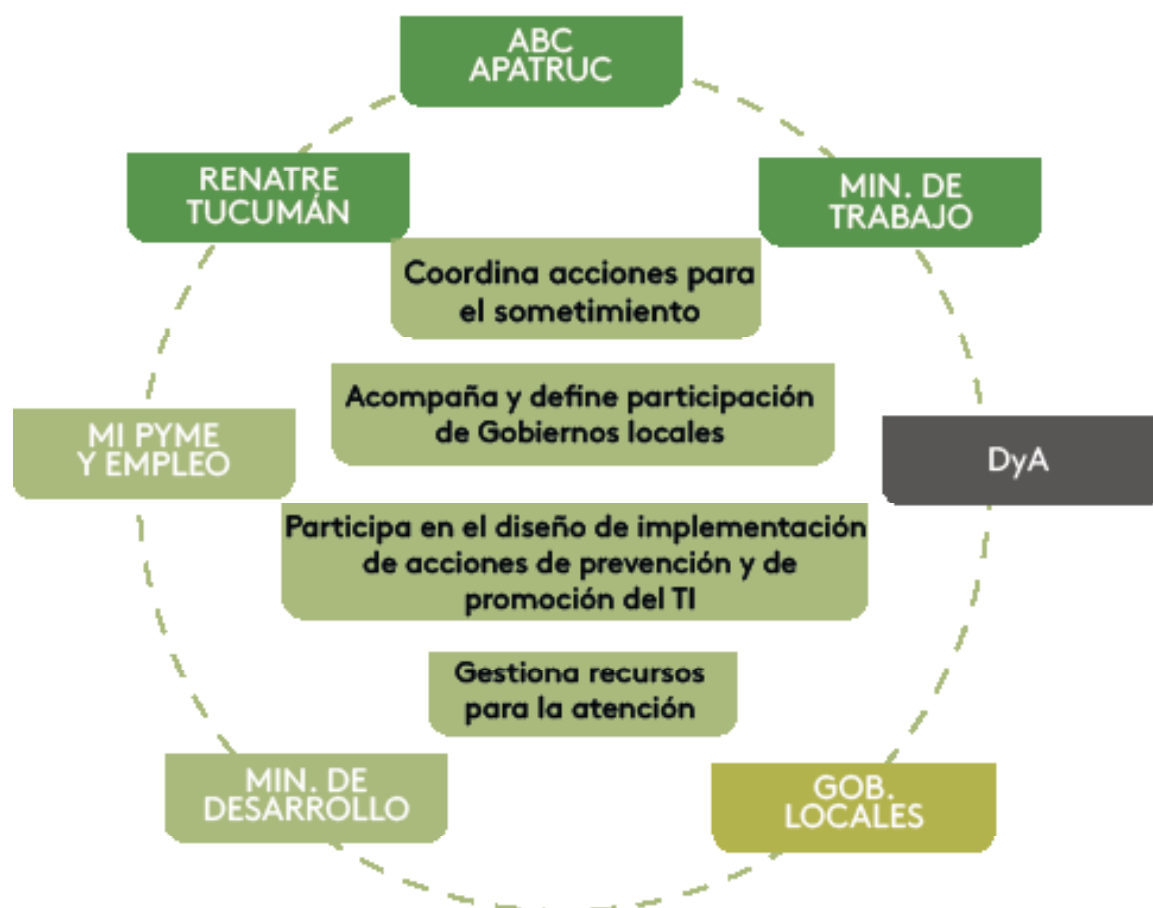 ABC
APATRUC
RENATRE
TUCUMÁN
MIN. DE
TRABAJO
Coordina acciones para
el sometimiento
Acompaña y define participación
de Gobiernos locales
MI PYME
Y EMPLEO
DyA
Participa en el diseño de implementación
de acciones de prevención y de
promoción del TI
Gestiona recursos
para la atención
MIN. DE
DESARROLLO
GOB.
LOCALES